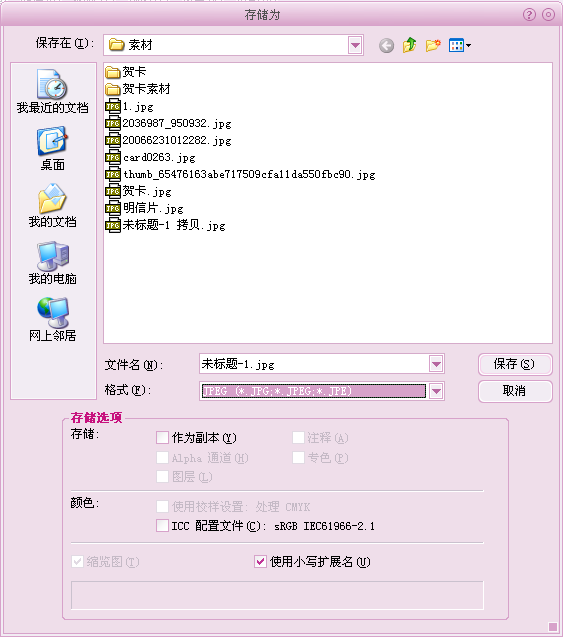 存储为
保存在(I):
素材
我最近的文档
桌面
我的文档
我的电脑
网上邻居
贺卡
贺卡素材
1.jpg
2036987_950932.jpg
20066231012282.jpg
card0263.jpg
thumb_65476163abe717509cfa11da550fbc90.jpg
贺卡.jpg
明信片.jpg
未标题-1 拷贝.jpg
文件名(N):
未标题-1.jpg
保存(S)
格式(F):
JPEG (*.JPG;*.JPEG;*.JPE)
取消
存储选项
存储:
作为副本(Y)
注释(A)
Alpha 通道(H)
专色(P)
图层(L)
颜色:
使用校样设置: 处理 CMYK
ICC 配置文件(C): sRGB IEC61966-2.1
缩览图(T)
使用小写扩展名(U)